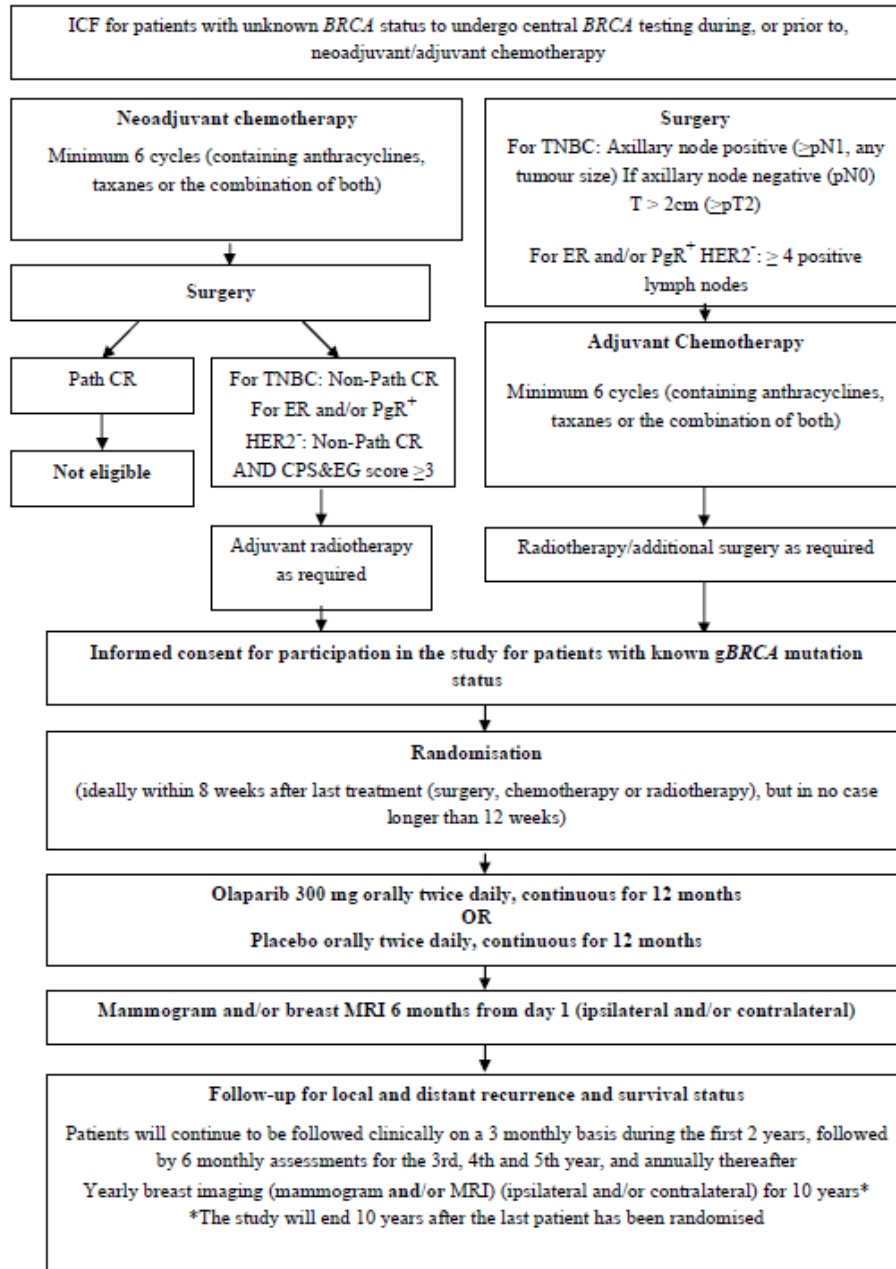 ICF for patients with unknown BRCA status to undergo central BRCA testing during, or prior to,
neoadjuvant/adjuvant chemotherapy
Neoadjuvant chemotherapy
Minimum 6 cycles (containing anthracyclines,
taxanes or the combination of both)
Surgery
Path CR
Not eligible
For TNBC: Non-Path CR
For ER and/or PgR⁺
HER2⁻: Non-Path CR
AND CPS&EG score ≥3
Adjuvant radiotherapy
as required
Surgery
For TNBC: Axillary node positive (≥pN1, any
tumour size) If axillary node negative (pN0)
T > 2cm (≥pT2)
For ER and/or PgR⁺ HER2⁻: ≥ 4 positive
lymph nodes
Adjuvant Chemotherapy
Minimum 6 cycles (containing anthracyclines,
taxanes or the combination of both)
Radiotherapy/additional surgery as required
Informed consent for participation in the study for patients with known gBRCA mutation
status
Randomisation
(ideally within 8 weeks after last treatment (surgery, chemotherapy or radiotherapy), but in no case
longer than 12 weeks)
Olaparib 300 mg orally twice daily, continuous for 12 months
OR
Placebo orally twice daily, continuous for 12 months
Mammogram and/or breast MRI 6 months from day 1 (ipsilateral and/or contralateral)
Follow-up for local and distant recurrence and survival status
Patients will continue to be followed clinically on a 3 monthly basis during the first 2 years, followed
by 6 monthly assessments for the 3rd, 4th and 5th year, and annually thereafter
Yearly breast imaging (mammogram and/or MRI) (ipsilateral and/or contralateral) for 10 years*
*The study will end 10 years after the last patient has been randomised